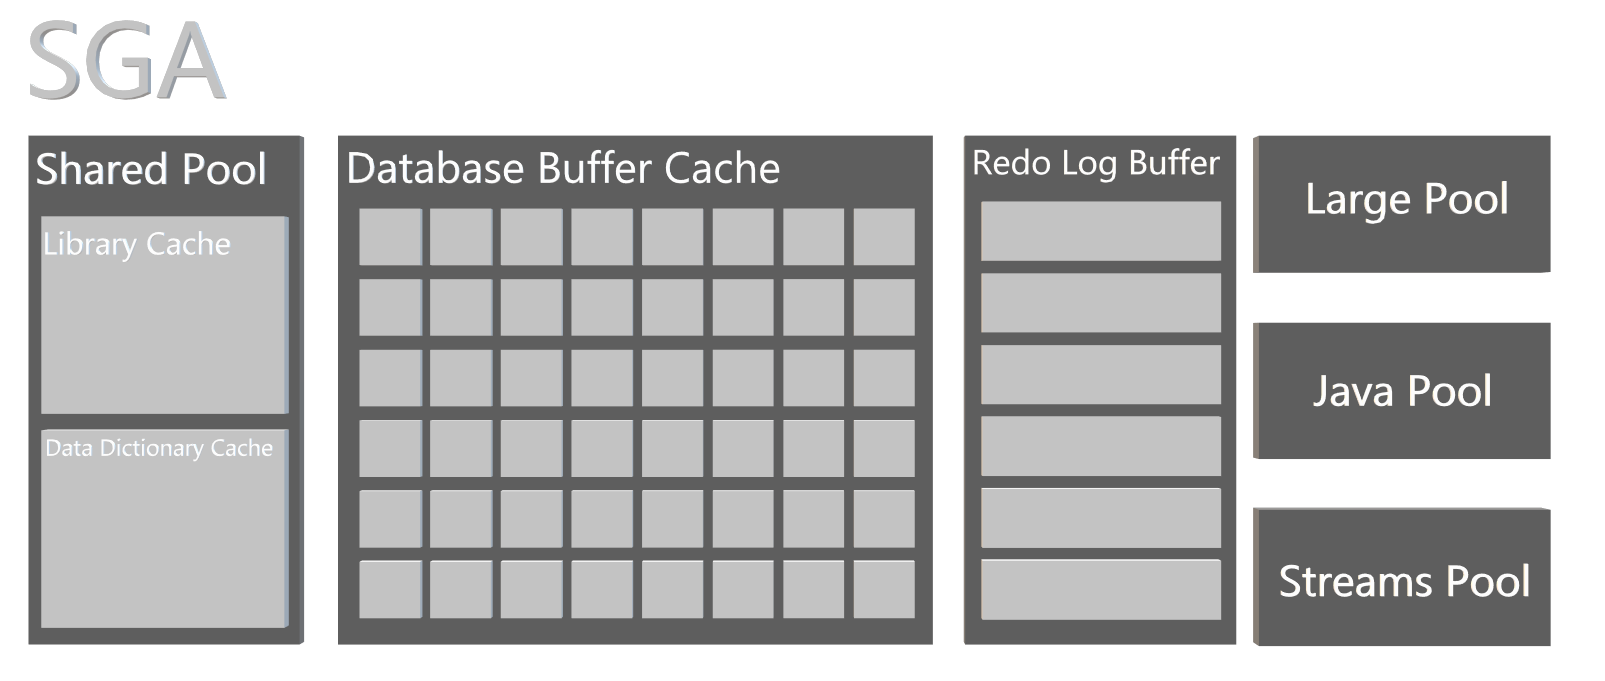 SGA
Shared Pool
Library Cache
Data Dictionary Cache
Database Buffer Cache
Redo Log Buffer
Large Pool
Java Pool
Streams Pool